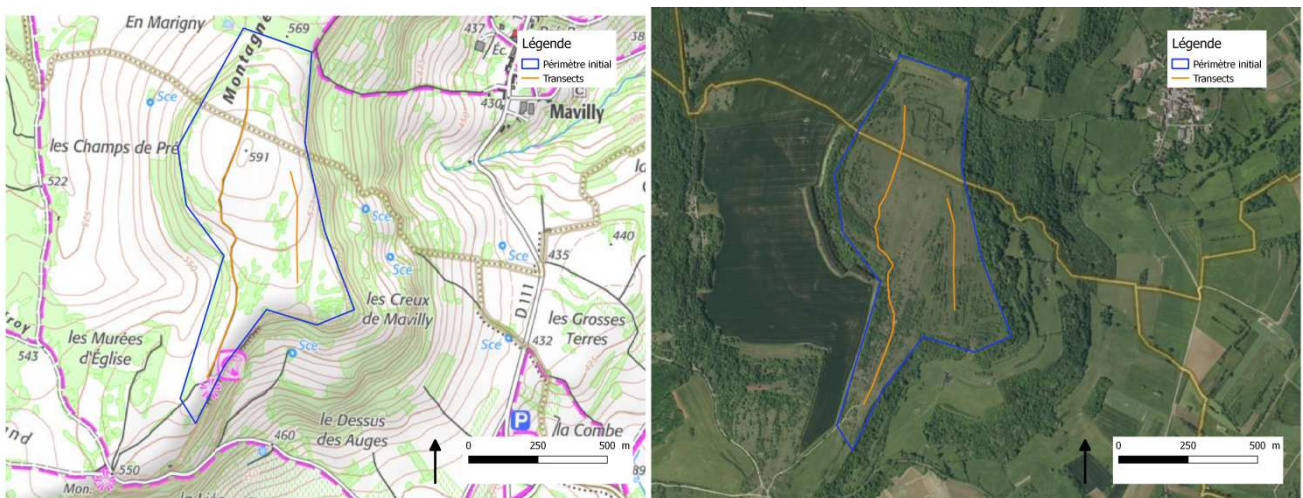 En Marigny
569
Montagne
437
Éc
Légende
Périmètre initial
Transects
430
C
Mavilly
Sce
les Champs de Pré
591
522
Sce
Sce
Sce
435
440
D 111
les Creux
de Mavilly
les Grosses
Terres
les Murées
d'Église
543
Sce
Sce
432
le Dessus
des Auges
P
la Combe
460
550
Mon.
0 250 500 m
Légende
Périmètre initial
Transects
0 250 500 m